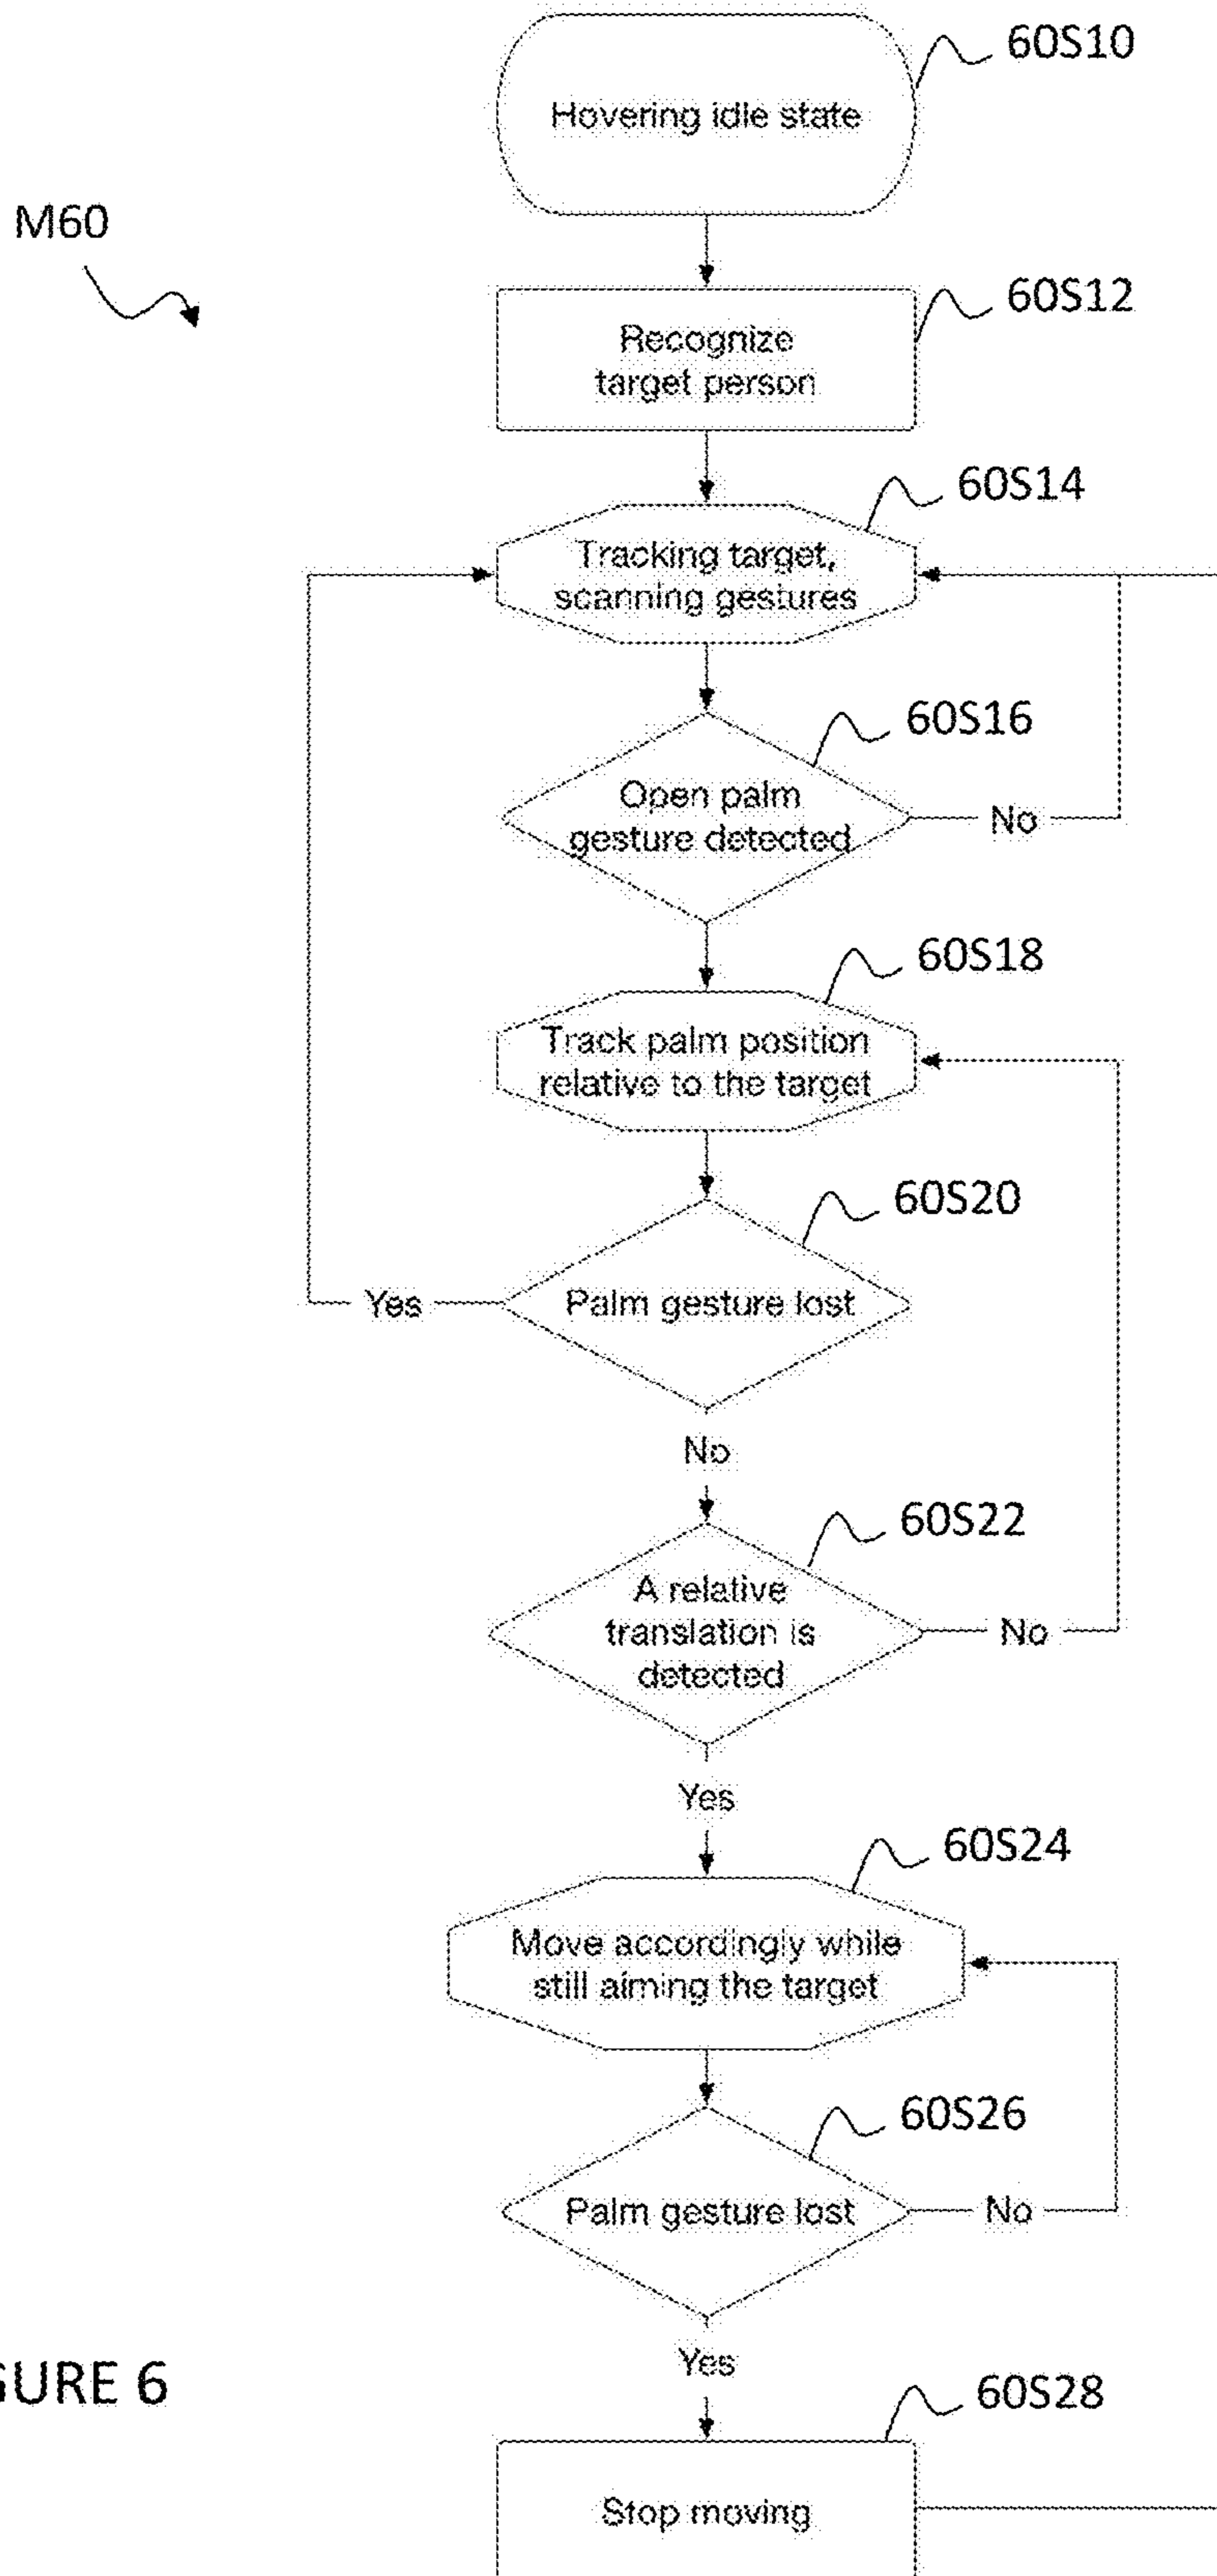 60S10
Hovering idle state
M60
60S12
Recognize
target person
60S14
Tracking target,
scanning gestures
60S16
Open palm
gesture detected
No
60S18
Track palm position
relative to the target
60S20
Palm gesture lost
Yes
No
60S22
A relative
translation is
detected
No
Yes
60S24
Move accordingly while
still aiming the target
60S26
Palm gesture lost
No
Yes
GURE 6
60S28
Stop moving